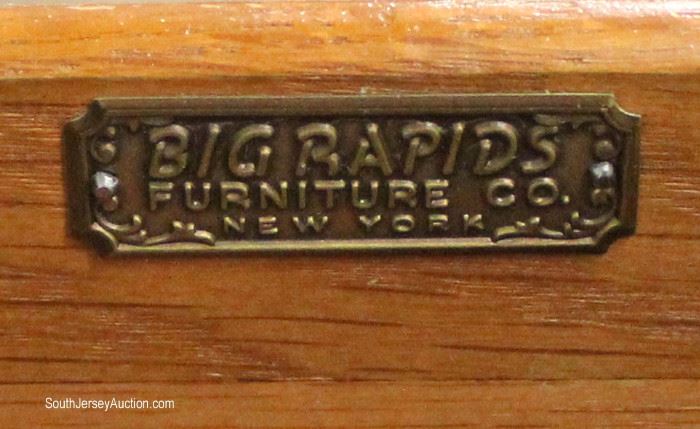 BIG RAPIDS
FURNITURE CO.
NEW YORK
SouthJerseyAuction.com